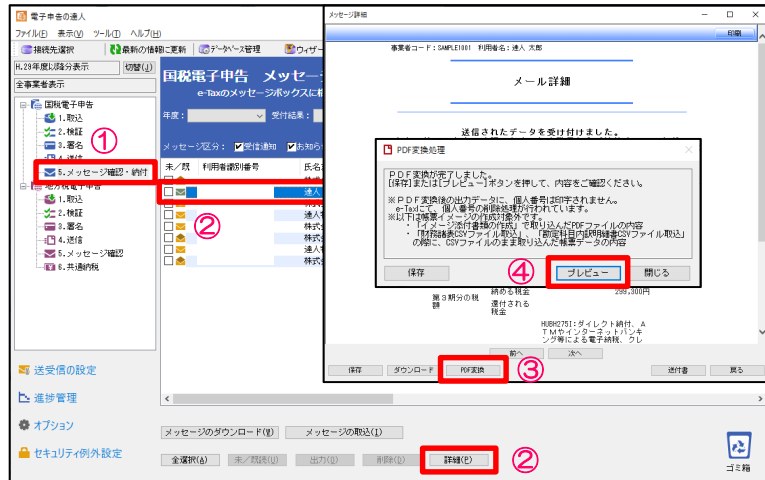 電子申告の達人
ファイル(F) 表示(V) ツール(T) ヘルプ(H)
接続先選択 最新の情報に更新 データベース管理 ウィザー
H.29年度以降分表示 切替(J)
全事業者表示
国税電子申告
1.取込
2.検証
3.署名
4.送信
5.メッセージ確認・納付
地方税電子申告
1.取込
2.検証
3.署名
4.送信
5.メッセージ確認
6.共通納税
①
送受信の設定
進捗管理
オプション
セキュリティ例外設定
国税電子申告 メッセー
e-Taxのメッセージボックスに格
年度: 受付結果:
メッセージ区分: 受信通知 お知ら
未/既 利用者識別番号 氏名
達人
株式会
達人
株式会
株式会
達人
株式会
②
メッセージのダウンロード(W) メッセージの取込(I)
全選択(A) 未/既読(U) 出力(O) 削除(D) 詳細(P)
②
ゴミ箱
メッセージ詳細
印刷
事業者コード:SAMPLE1001 利用者名:達人 太郎
メール詳細
送信されたデータを受け付けました。
PDF変換処理
PDF変換が完了しました。
[保存]または[プレビュー]ボタンを押して、内容をご確認ください。
※PDF変換後の出力データに、個人番号は印字されません。
e-Taxにて、個人番号の削除処理が行われています。
※以下は帳票イメージの作成対象外です。
・「イメージ添付書類の作成」で取り込んだPDFファイルの内容
・「財務諸表CSVファイル取込」、「勘定科目内訳明細書CSVファイル取込」
の際に、CSVファイルのまま取り込んだ帳票データの内容
④
保存 プレビュー 閉じる
第3期分の税額
納める税金 299,300円
還付される税金
HUBH275I:ダイレクト納付、A
TMやインターネットバンキ
ング等による電子納税、クレ
前へ 次へ
保存 ダウンロード PDF変換 送付書 戻る
③